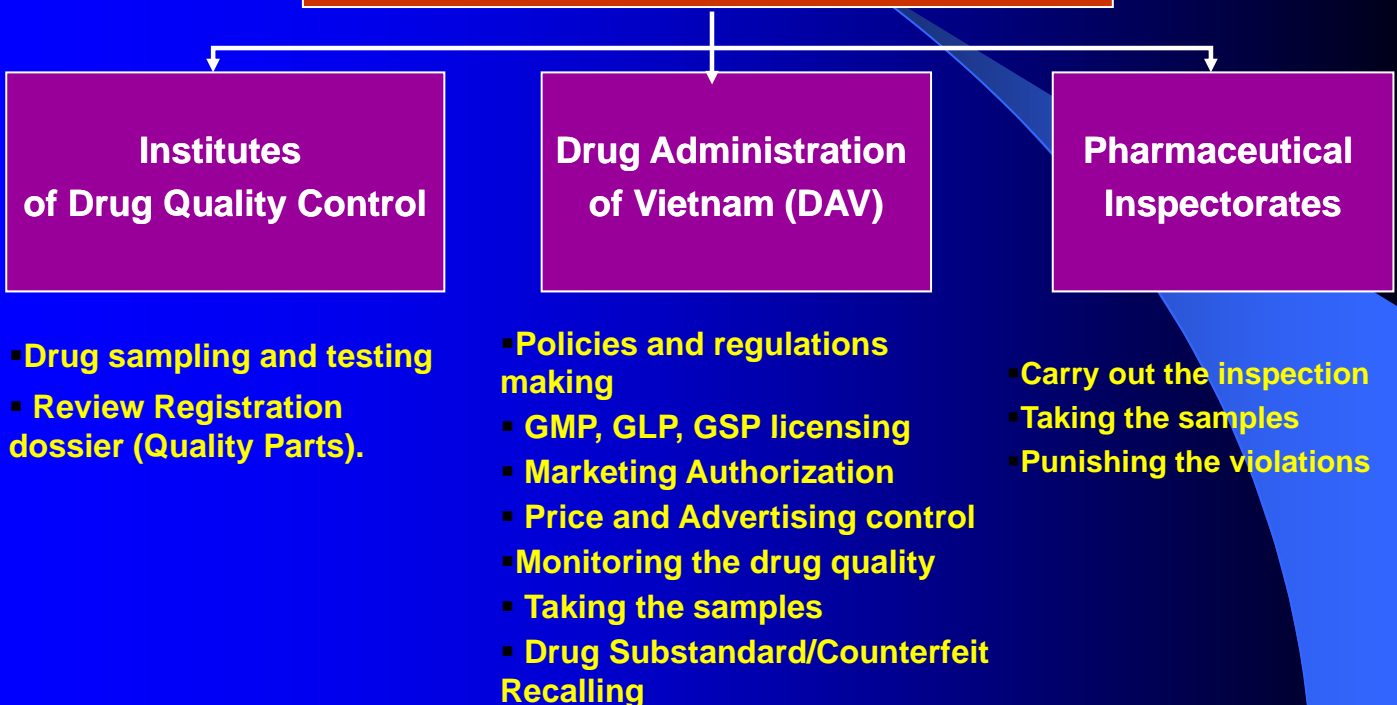 Institutes
of Drug Quality Control
Drug Administration
of Vietnam (DAV)
Pharmaceutical
Inspectorates
▪Drug sampling and testing
▪ Review Registration
dossier (Quality Parts).
▪Policies and regulations
making
▪ GMP, GLP, GSP licensing
▪ Marketing Authorization
▪ Price and Advertising control
▪Monitoring the drug quality
▪ Taking the samples
▪ Drug Substandard/Counterfeit
Recalling
▪Carry out the inspection
▪Taking the samples
▪Punishing the violations